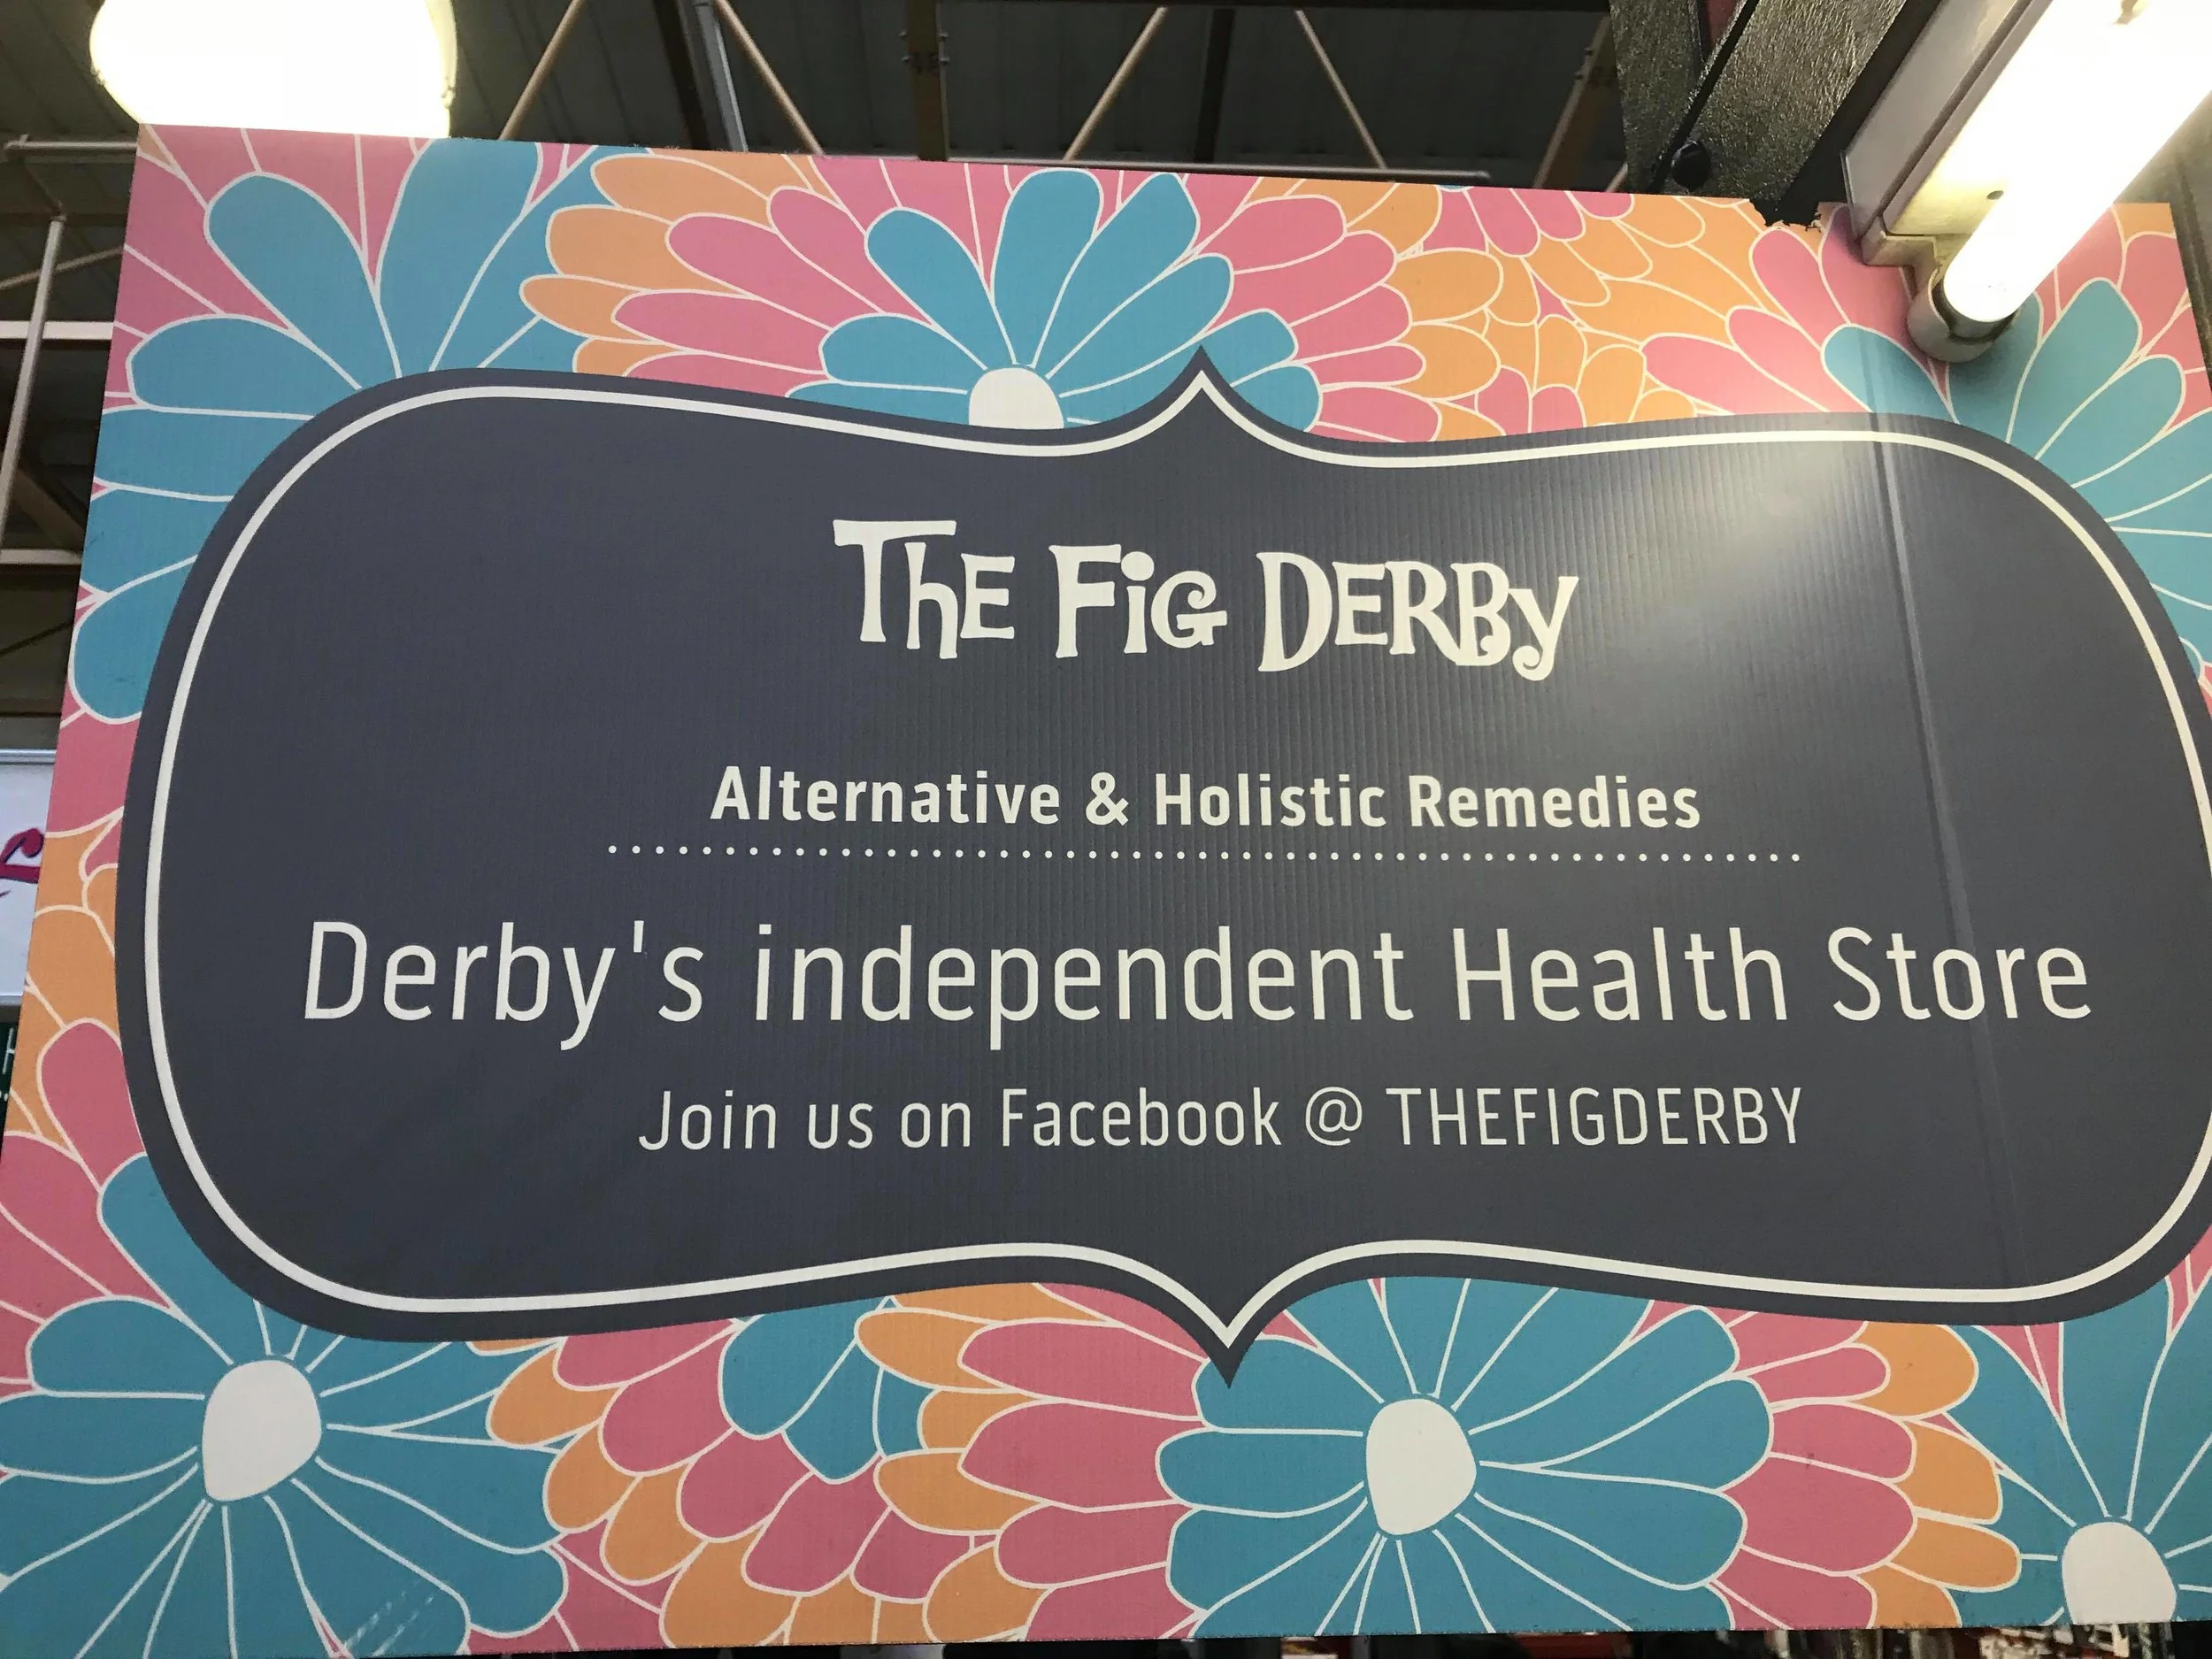 The Fig Derby
Alternative & Holistic Remedies
Derby's independent Health Store
Join us on Facebook @ THEFIGDERBY